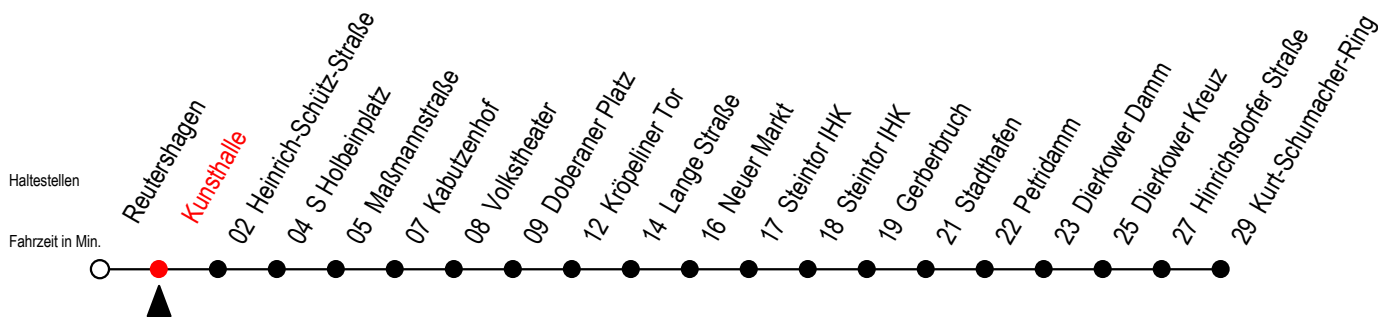 Haltestellen
Fahrzeit in Min.
Reutershagen
Kunsthalle
02 Heinrich-Schütz-Straße
04 S Holbeinplatz
05 Maßmannstraße
07 Kabutzenhof
08 Volkstheater
09 Doberaner Platz
12 Kröpeliner Tor
14 Lange Straße
16 Neuer Markt
17 Steintor IHK
18 Steintor IHK
19 Gerberbruch
21 Stadthafen
22 Petridamm
23 Dierkower Damm
25 Dierkower Kreuz
27 Hinrichsdorfer Straße
29 Kurt-Schumacher-Ring